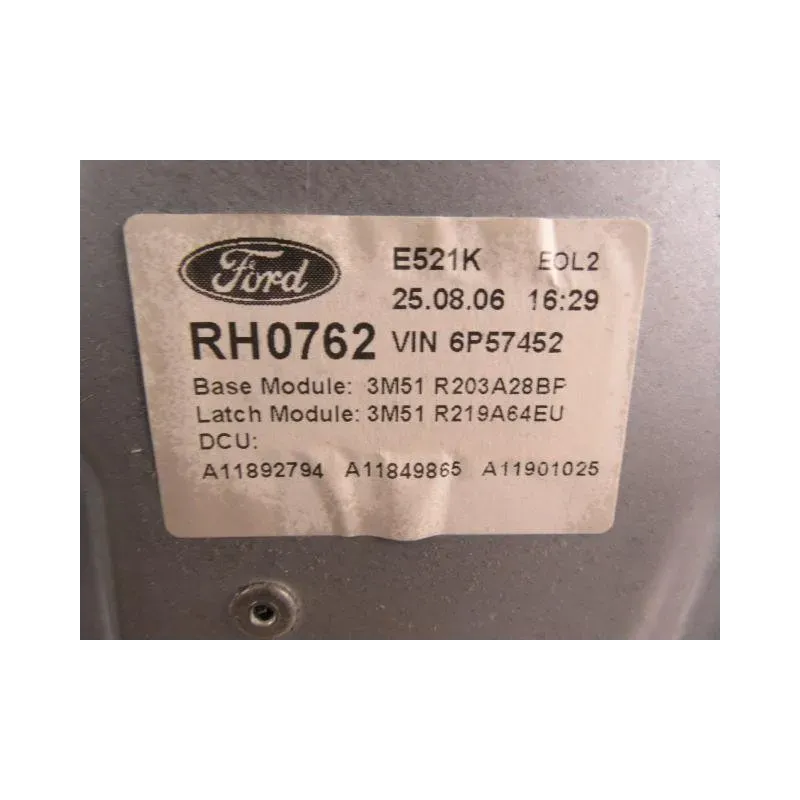 Ford E521K EOL2
25.08.06 16:29
RH0762 VIN 6P57452
Base Module: 3M51 R203A28BP
Latch Module: 3M51 R219A64EU
DCU:
A11892794 A11849865 A11901025